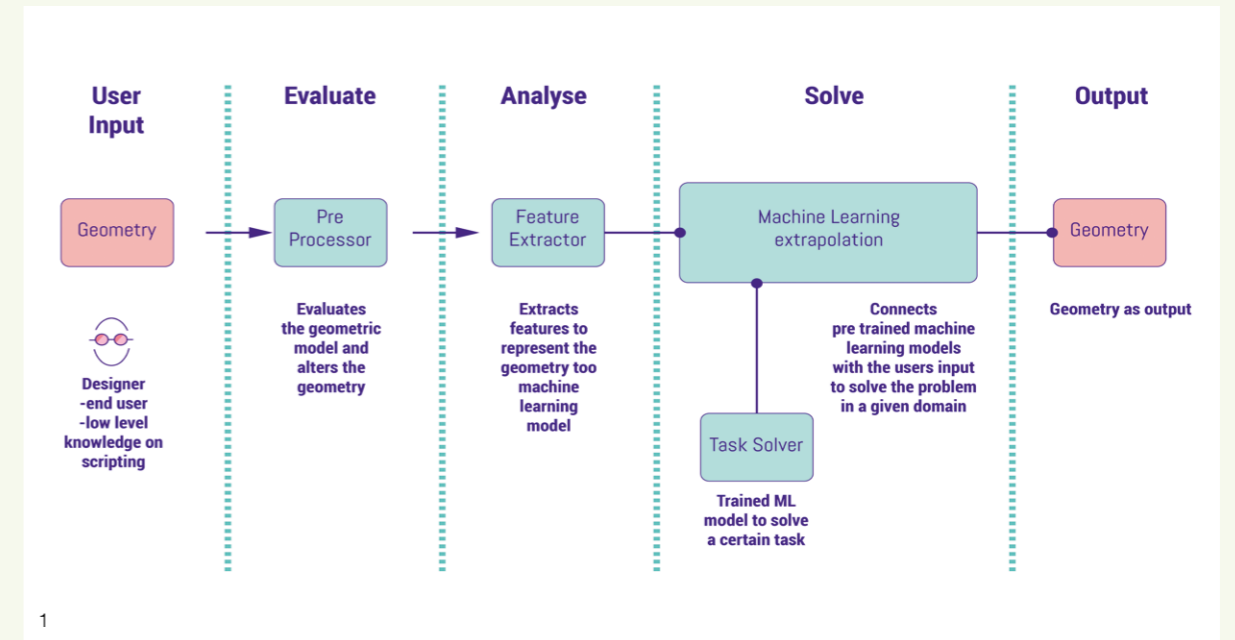 User
Input
Evaluate
Analyse
Solve
Output
Geometry
Pre
Processor
Feature
Extractor
Machine Learning
extrapolation
Geometry
Designer
-end user
-low level
knowledge on
scripting
Evaluates
the geometric
model and
alters the
geometry
Extracts
features to
represent the
geometry too
machine
learning
model
Connects
pre trained machine
learning models
with the users input
to solve the problem
in a given domain
Geometry as output
Task Solver
Trained ML
model to solve
a certain task
1